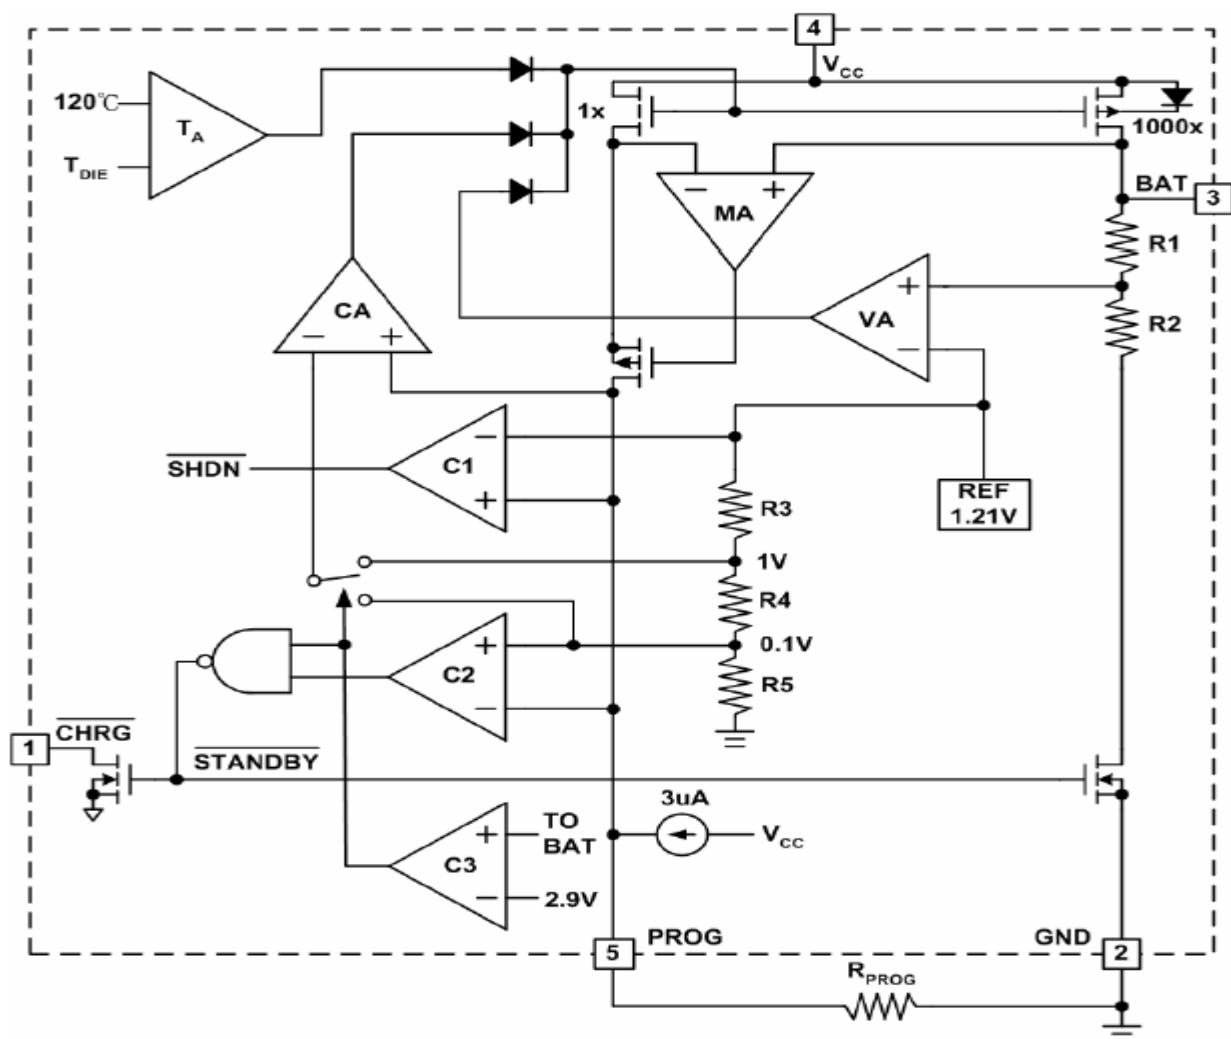 4
VCC
120℃
TA
TDIE
1x
1000x
− +
MA
BAT
3
R1
+
VA
−
R2
CA
− +
−
C1
+
SHDN
R3
REF
1.21V
1V
R4
+
C2
−
0.1V
R5
CHRG
1
STANDBY
3uA
+
TO
BAT
VCC
C3
−
2.9V
PROG
5
GND
2
RPROG